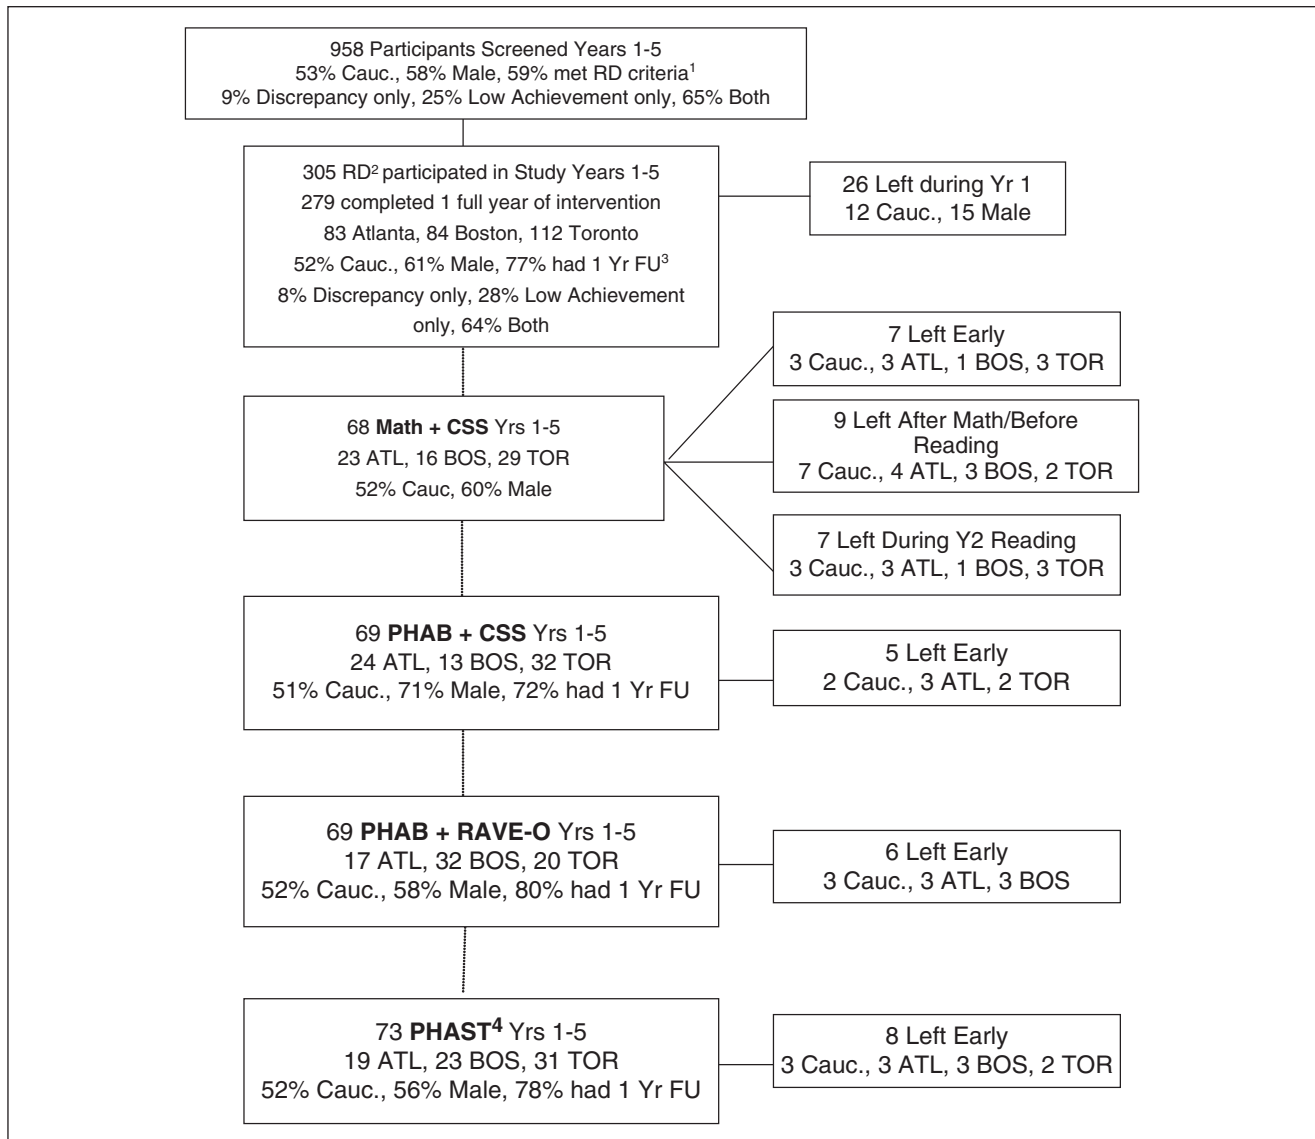 958 Participants Screened Years 1-5
53% Cauc., 58% Male, 59% met RD criteria¹
9% Discrepancy only, 25% Low Achievement only, 65% Both
305 RD² participated in Study Years 1-5
279 completed 1 full year of intervention
83 Atlanta, 84 Boston, 112 Toronto
52% Cauc., 61% Male, 77% had 1 Yr FU³
8% Discrepancy only, 28% Low Achievement
only, 64% Both
26 Left during Yr 1
12 Cauc., 15 Male
68 Math + CSS Yrs 1-5
23 ATL, 16 BOS, 29 TOR
52% Cauc, 60% Male
7 Left Early
3 Cauc., 3 ATL, 1 BOS, 3 TOR
9 Left After Math/Before
Reading
7 Cauc., 4 ATL, 3 BOS, 2 TOR
7 Left During Y2 Reading
3 Cauc., 3 ATL, 1 BOS, 3 TOR
69 PHAB + CSS Yrs 1-5
24 ATL, 13 BOS, 32 TOR
51% Cauc., 71% Male, 72% had 1 Yr FU
5 Left Early
2 Cauc., 3 ATL, 2 TOR
69 PHAB + RAVE-O Yrs 1-5
17 ATL, 32 BOS, 20 TOR
52% Cauc., 58% Male, 80% had 1 Yr FU
6 Left Early
3 Cauc., 3 ATL, 3 BOS
73 PHAST⁴ Yrs 1-5
19 ATL, 23 BOS, 31 TOR
52% Cauc., 56% Male, 78% had 1 Yr FU
8 Left Early
3 Cauc., 3 ATL, 3 BOS, 2 TOR